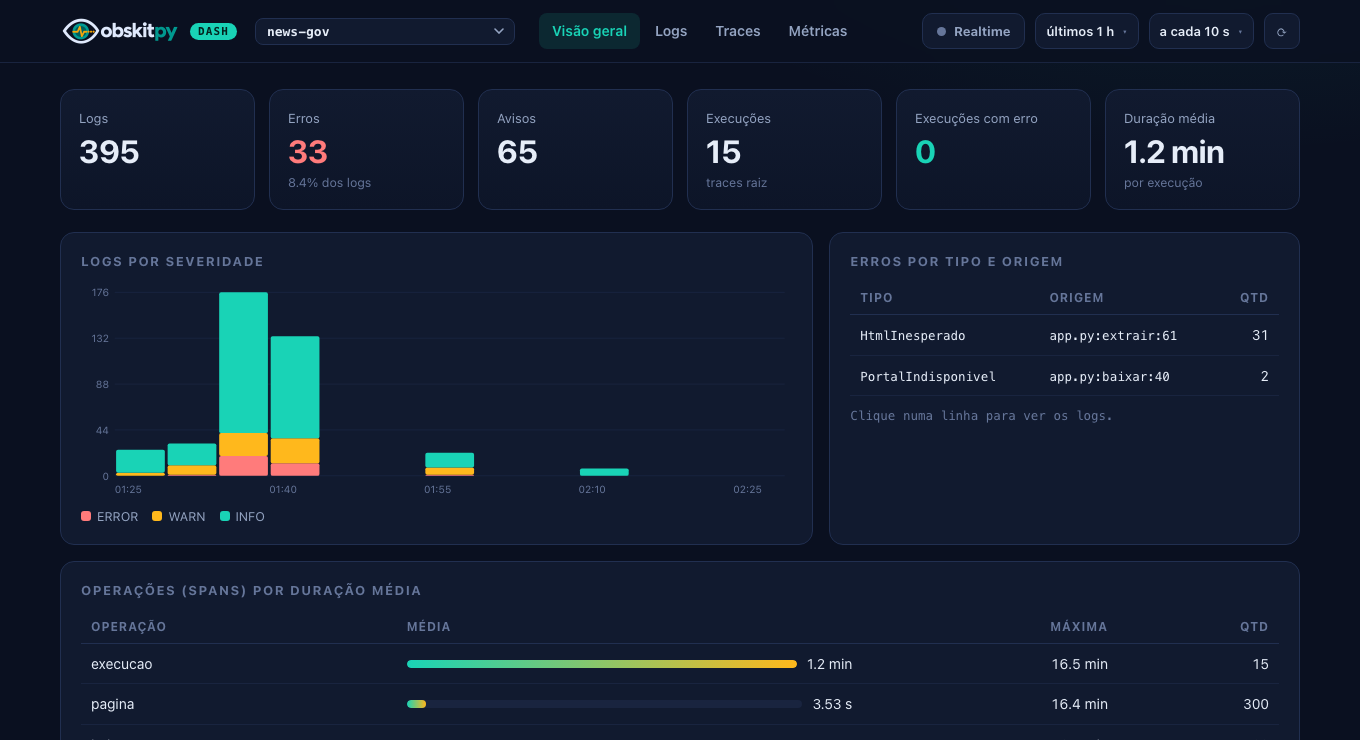 obskitpy DASH news-gov Visão geral Logs Traces Métricas Realtime últimos 1 h a cada 10 s
Logs
395
Erros
33
8.4% dos logs
Avisos
65
Execuções
15
traces raiz
Execuções com erro
0
Duração média
1.2 min
por execução
LOGS POR SEVERIDADE
176
132
88
44
0
01:25 01:40 01:55 02:10 02:25
ERROR WARN INFO
ERROS POR TIPO E ORIGEM
TIPO ORIGEM QTD
HtmlInesperado app.py:extrair:61 31
PortalIndisponivel app.py:baixar:40 2
Clique numa linha para ver os logs.
OPERAÇÕES (SPANS) POR DURAÇÃO MÉDIA
OPERAÇÃO MÉDIA MÁXIMA QTD
execucao 1.2 min 16.5 min 15
pagina 3.53 s 16.4 min 300